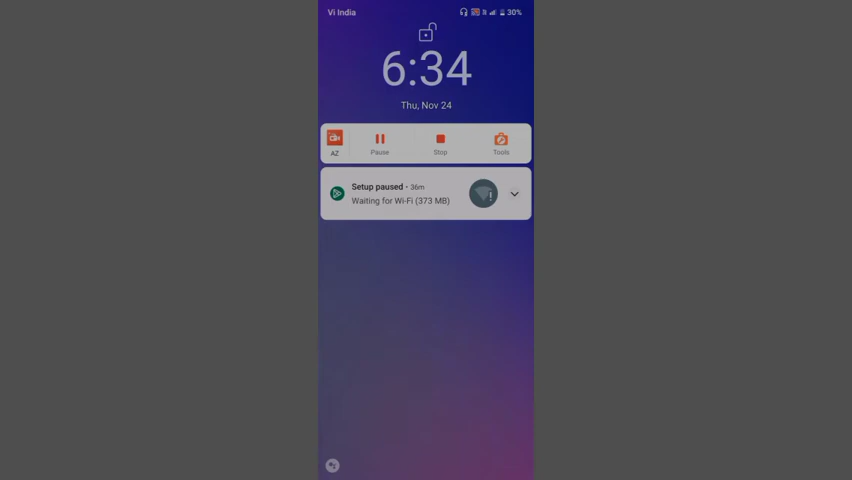 Vi India 30%
6:34
Thu, Nov 24
AZ Pause Stop Tools
Setup paused • 36m
Waiting for Wi-Fi (373 MB)